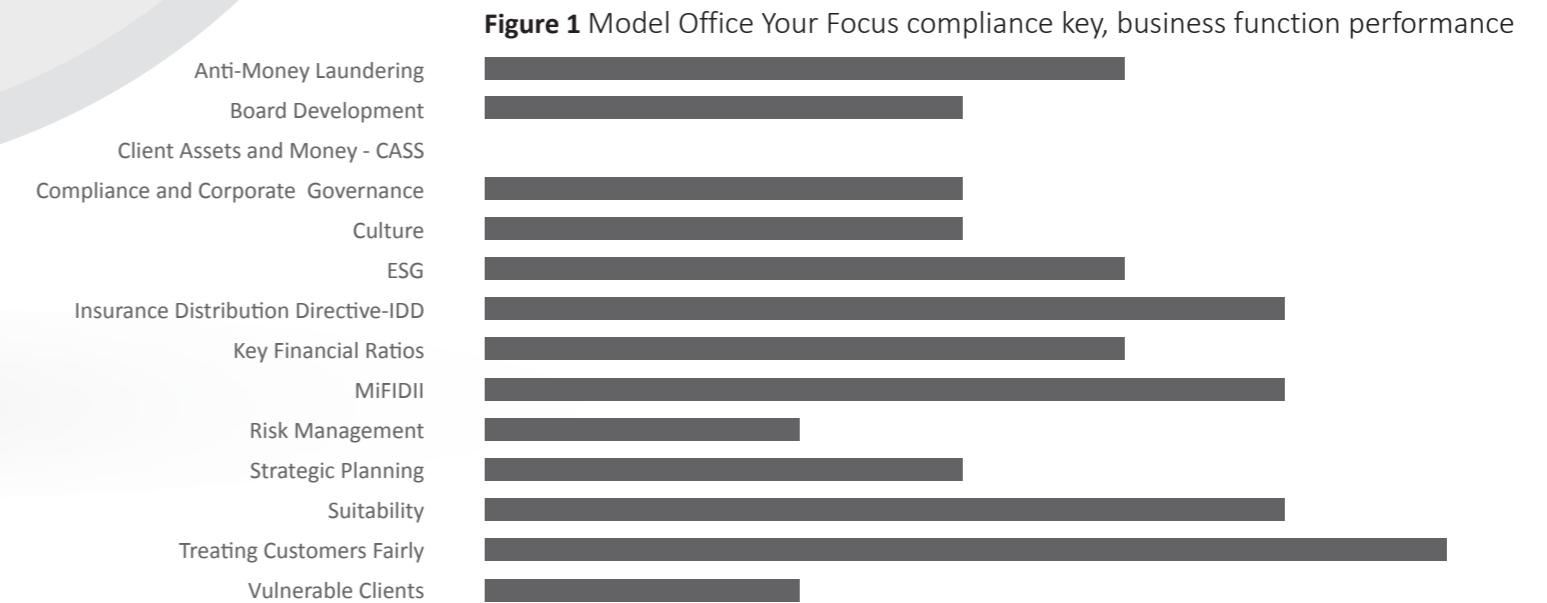 Figure 1 Model Office Your Focus compliance key, business function performance
Anti-Money Laundering
Board Development
Client Assets and Money - CASS
Compliance and Corporate  Governance
Culture
ESG
Insurance Distribution Directive-IDD
Key Financial Ratios
MiFIDII
Risk Management
Strategic Planning
Suitability
Treating Customers Fairly
Vulnerable Clients